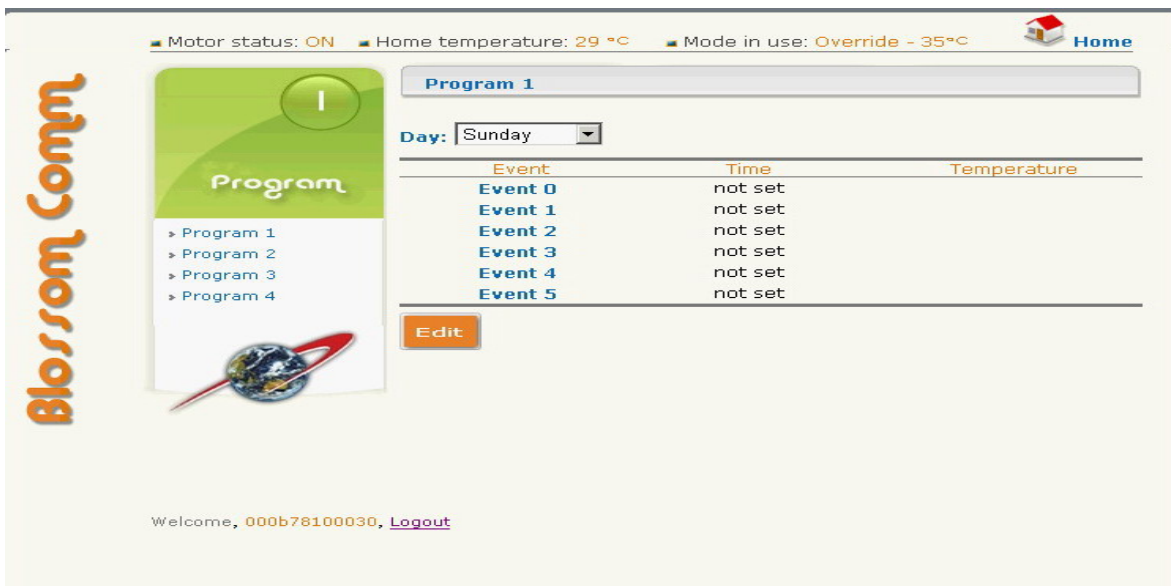 Motor status: ON Home temperature: 29 °C Mode in use: Override - 35°C Home
Blossom Comm
I
Program
Program 1
Program 2
Program 3
Program 4
Program 1
Day: Sunday
Event Time Temperature
Event 0 not set
Event 1 not set
Event 2 not set
Event 3 not set
Event 4 not set
Event 5 not set
Edit
Welcome, 000b78100030, Logout